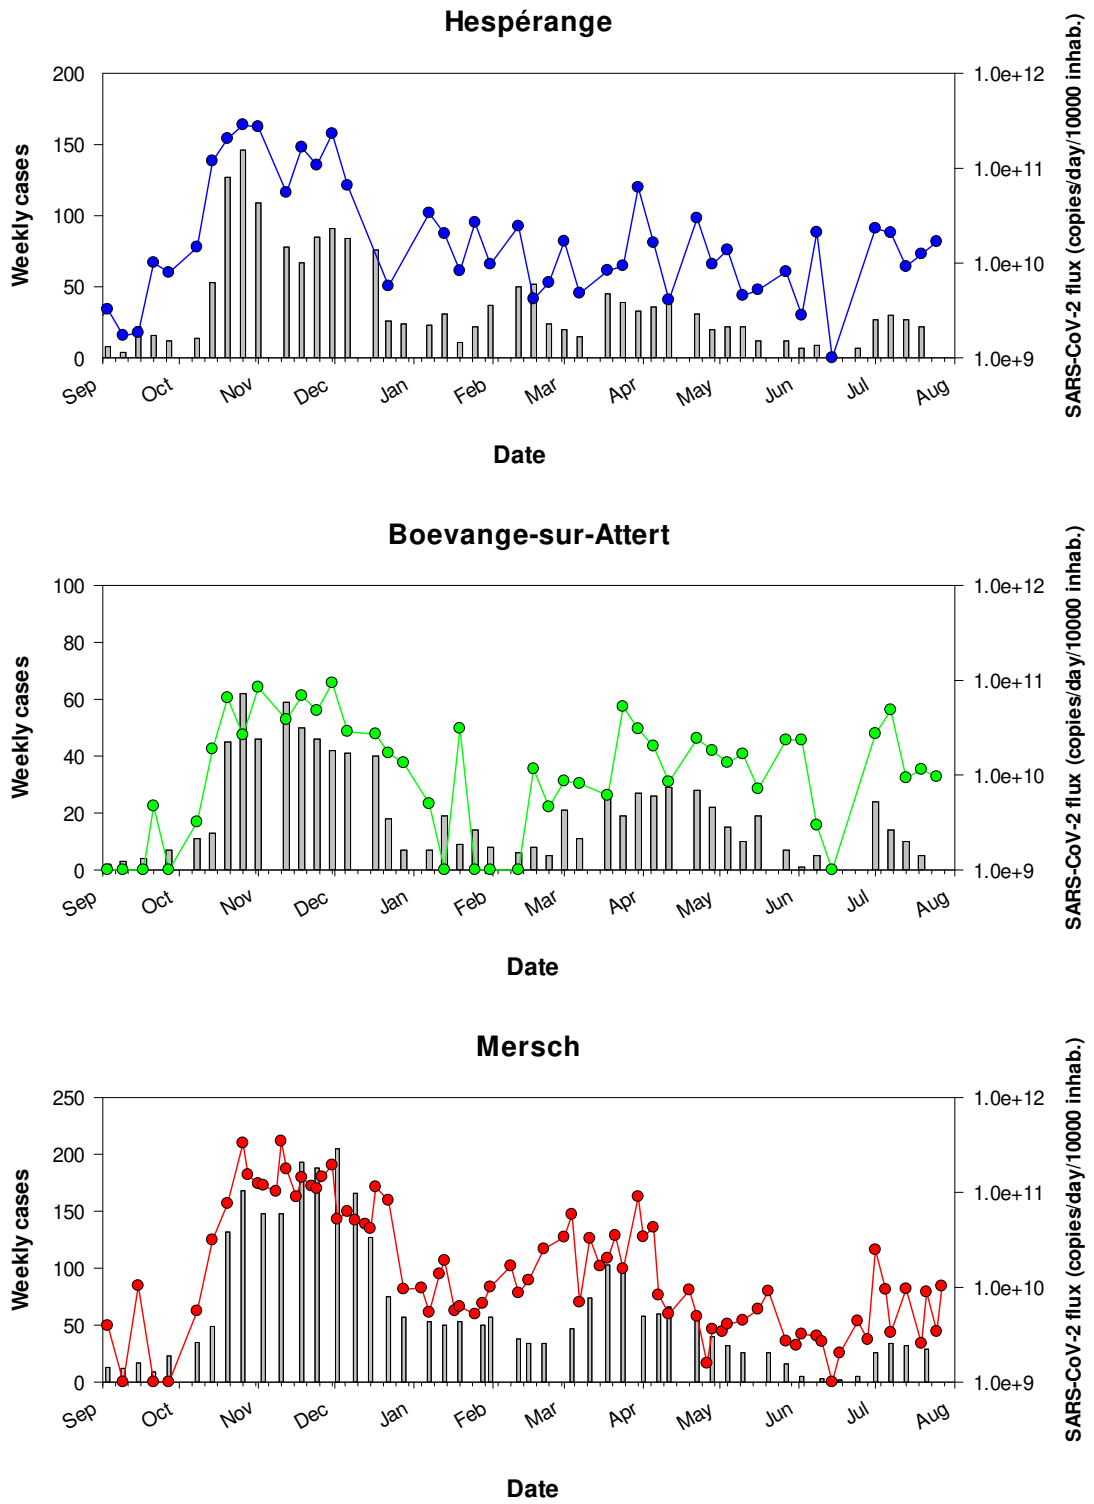 Hespérange
Weekly cases
SARS-CoV-2 flux (copies/day/10000 inhab.)
200
150
100
50
0
1.0e+12
1.0e+11
1.0e+10
1.0e+9
Sep Oct Nov Dec Jan Feb Mar Apr May Jun Jul Aug
Date
Boevange-sur-Attert
Weekly cases
SARS-CoV-2 flux (copies/day/10000 inhab.)
100
80
60
40
20
0
1.0e+12
1.0e+11
1.0e+10
1.0e+9
Sep Oct Nov Dec Jan Feb Mar Apr May Jun Jul Aug
Date
Mersch
Weekly cases
SARS-CoV-2 flux (copies/day/10000 inhab.)
250
200
150
100
50
0
1.0e+12
1.0e+11
1.0e+10
1.0e+9
Sep Oct Nov Dec Jan Feb Mar Apr May Jun Jul Aug
Date